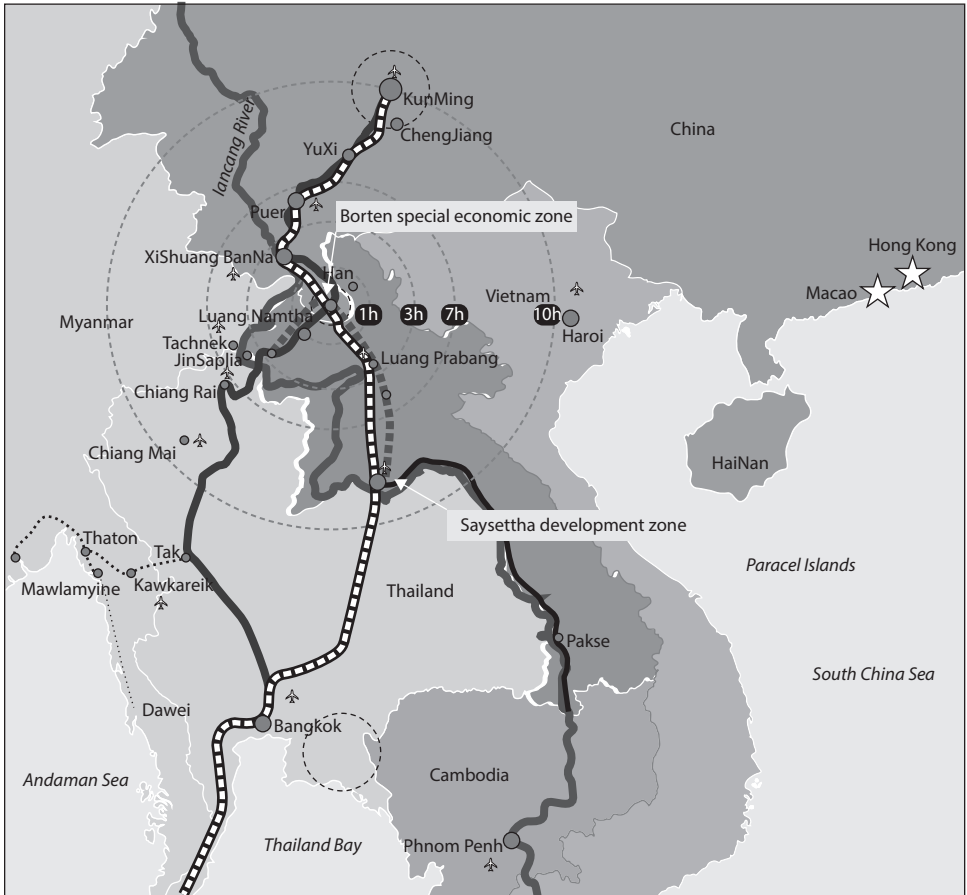 KunMing
ChengJiang
China
YuXi
lancang River
Puer
Borten special economic zone
XiShuang BanNa
Han
Hong Kong
Macao
Vietnam
1h
3h
7h
10h
Luang Namtha
Myanmar
Haroi
Tachnek
JinSaplia
Luang Prabang
Chiang Rai
Chiang Mai
HaiNan
Saysettha development zone
Thaton
Tak
Mawlamyine
Kawkareik
Thailand
Paracel Islands
Pakse
South China Sea
Dawei
Bangkok
Andaman Sea
Cambodia
Thailand Bay
Phnom Penh